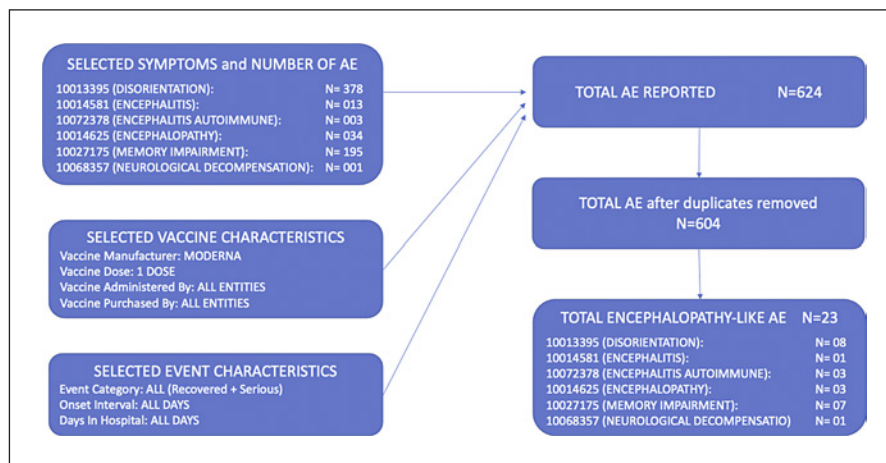 SELECTED SYMPTOMS and NUMBER OF AE
10013395 (DISORIENTATION): N= 378
10014581 (ENCEPHALITIS): N= 013
10072378 (ENCEPHALITIS AUTOIMMUNE): N= 003
10014625 (ENCEPHALOPATHY): N= 034
10027175 (MEMORY IMPAIRMENT): N= 195
10068357 (NEUROLOGICAL DECOMPENSATION): N= 001
SELECTED VACCINE CHARACTERISTICS
Vaccine Manufacturer: MODERNA
Vaccine Dose: 1 DOSE
Vaccine Administered By: ALL ENTITIES
Vaccine Purchased By: ALL ENTITIES
SELECTED EVENT CHARACTERISTICS
Event Category: ALL (Recovered + Serious)
Onset Interval: ALL DAYS
Days In Hospital: ALL DAYS
TOTAL AE REPORTED N=624
TOTAL AE after duplicates removed
N=604
TOTAL ENCEPHALOPATHY-LIKE AE N=23
10013395 (DISORIENTATION): N= 08
10014581 (ENCEPHALITIS): N= 01
10072378 (ENCEPHALITIS AUTOIMMUNE): N= 03
10014625 (ENCEPHALOPATHY): N= 03
10027175 (MEMORY IMPAIRMENT): N= 07
10068357 (NEUROLOGICAL DECOMPENSATIO) N= 01